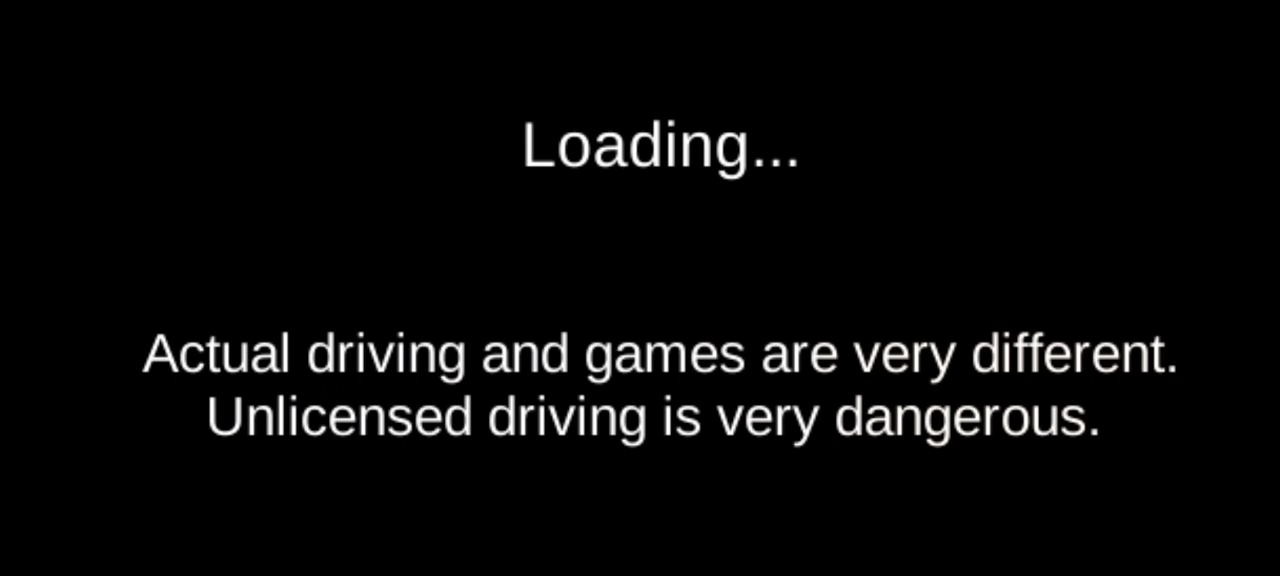 Loading...
Actual driving and games are very different.
Unlicensed driving is very dangerous.